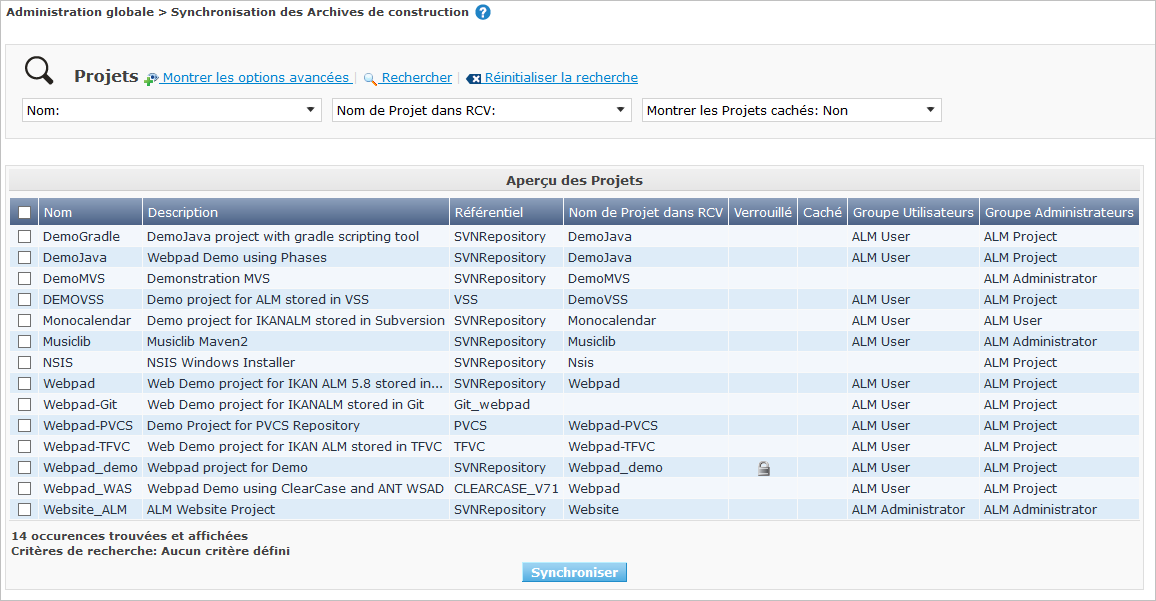 Administration globale > Synchronisation des Archives de construction ?
Projets Montrer les options avancées | Rechercher | Réinitialiser la recherche
Nom: Nom de Projet dans RCV: Montrer les Projets cachés: Non
Aperçu des Projets
Nom Description Référentiel Nom de Projet dans RCV Verrouillé Caché Groupe Utilisateurs Groupe Administrateurs
DemoGradle DemoJava project with gradle scripting tool SVNRepository DemoJava ALM User ALM Project
DemoJava Webpad Demo using Phases SVNRepository DemoJava ALM User ALM Project
DemoMVS Demonstration MVS SVNRepository DemoMVS ALM Administrator
DEMOVSS Demo project for ALM stored in VSS VSS DemoVSS ALM User ALM Project
Monocalendar Demo project for IKANALM stored in Subversion SVNRepository Monocalendar ALM User ALM User
Musiclib Musiclib Maven2 SVNRepository Musiclib ALM User ALM Administrator
NSIS NSIS Windows Installer SVNRepository Nsis ALM Project
Webpad Web Demo project for IKAN ALM 5.8 stored in... SVNRepository Webpad ALM User ALM Project
Webpad-Git Web Demo project for IKANALM stored in Git Git_webpad ALM User ALM Project
Webpad-PVCS Demo Project for PVCS Repository PVCS Webpad-PVCS ALM User ALM Project
Webpad-TFVC Web Demo project for IKAN ALM stored in TFVC TFVC Webpad-TFVC ALM User ALM Project
Webpad_demo Webpad project for Demo SVNRepository Webpad_demo ALM User ALM Project
Webpad_WAS Webpad Demo using ClearCase and ANT WSAD CLEARCASE_V71 Webpad ALM User ALM Project
Website_ALM ALM Website Project SVNRepository Website ALM Administrator ALM Administrator
14 occurences trouvées et affichées
Critères de recherche: Aucun critère défini
Synchroniser